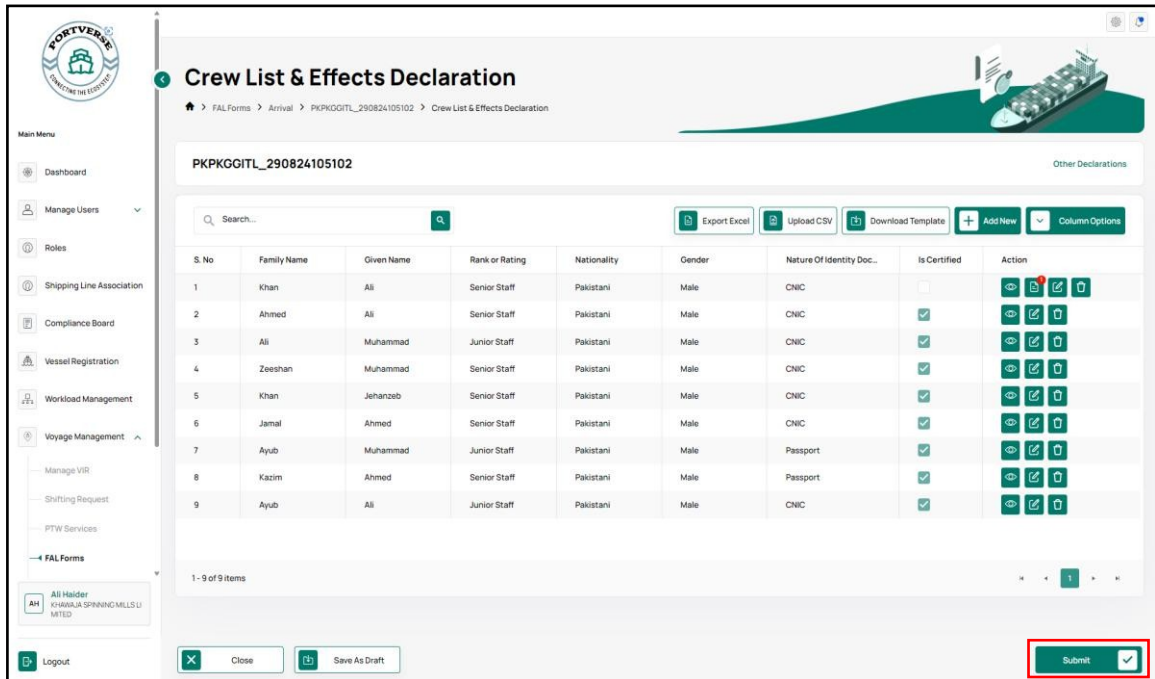 PORTVERSE
CONNECTING THE ECOSYSTEM
Main Menu
Dashboard
Manage Users
Roles
Shipping Line Association
Compliance Board
Vessel Registration
Workload Management
Voyage Management
Manage VIR
Shifting Request
PTW Services
FAL Forms
AH
Ali Haider
KHAWAJA SPINNING MILLS LI
MITED
Logout
Crew List & Effects Declaration
FAL Forms > Arrival > PKPKGGITL_290824105102 > Crew List & Effects Declaration
PKPKGGITL_290824105102 Other Declarations
Search... Export Excel Upload CSV Download Template Add New Column Options
S. No Family Name Given Name Rank or Rating Nationality Gender Nature Of Identity Doc... Is Certified Action
1 Khan Ali Senior Staff Pakistani Male CNIC 1
2 Ahmed Ali Senior Staff Pakistani Male CNIC
3 Ali Muhammad Junior Staff Pakistani Male CNIC
4 Zeeshan Muhammad Senior Staff Pakistani Male CNIC
5 Khan Jehanzeb Senior Staff Pakistani Male CNIC
6 Jamal Ahmed Senior Staff Pakistani Male CNIC
7 Ayub Muhammad Junior Staff Pakistani Male Passport
8 Kazim Ahmed Senior Staff Pakistani Male Passport
9 Ayub Ali Junior Staff Pakistani Male CNIC
1 - 9 of 9 items 1
Close Save As Draft Submit